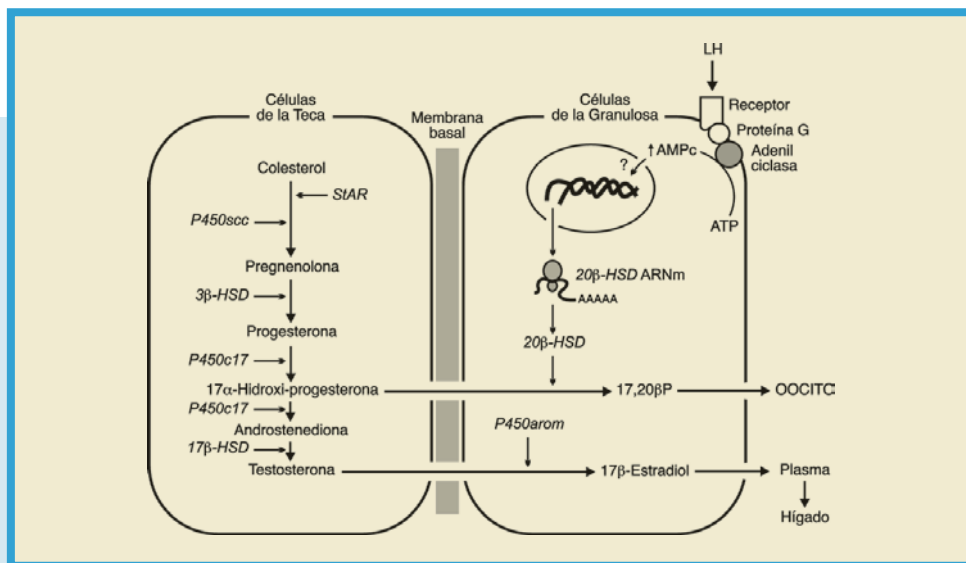 LH
Receptor
Proteína G
Adenil
ciclasa
Células
de la Teca
Membrana
basal
Células
de la Granulosa
↑AMPc
?
ATP
Colesterol
StAR
P450scc
Pregnenolona
3β-HSD
Progesterona
P450c17
17α-Hidroxi-progesterona
P450c17
Androstenediona
17β-HSD
Testosterona
20β-HSD ARNm
AAAAA
20β-HSD
17,20βP
OOCITO
P450arom
17β-Estradiol
Plasma
Hígado